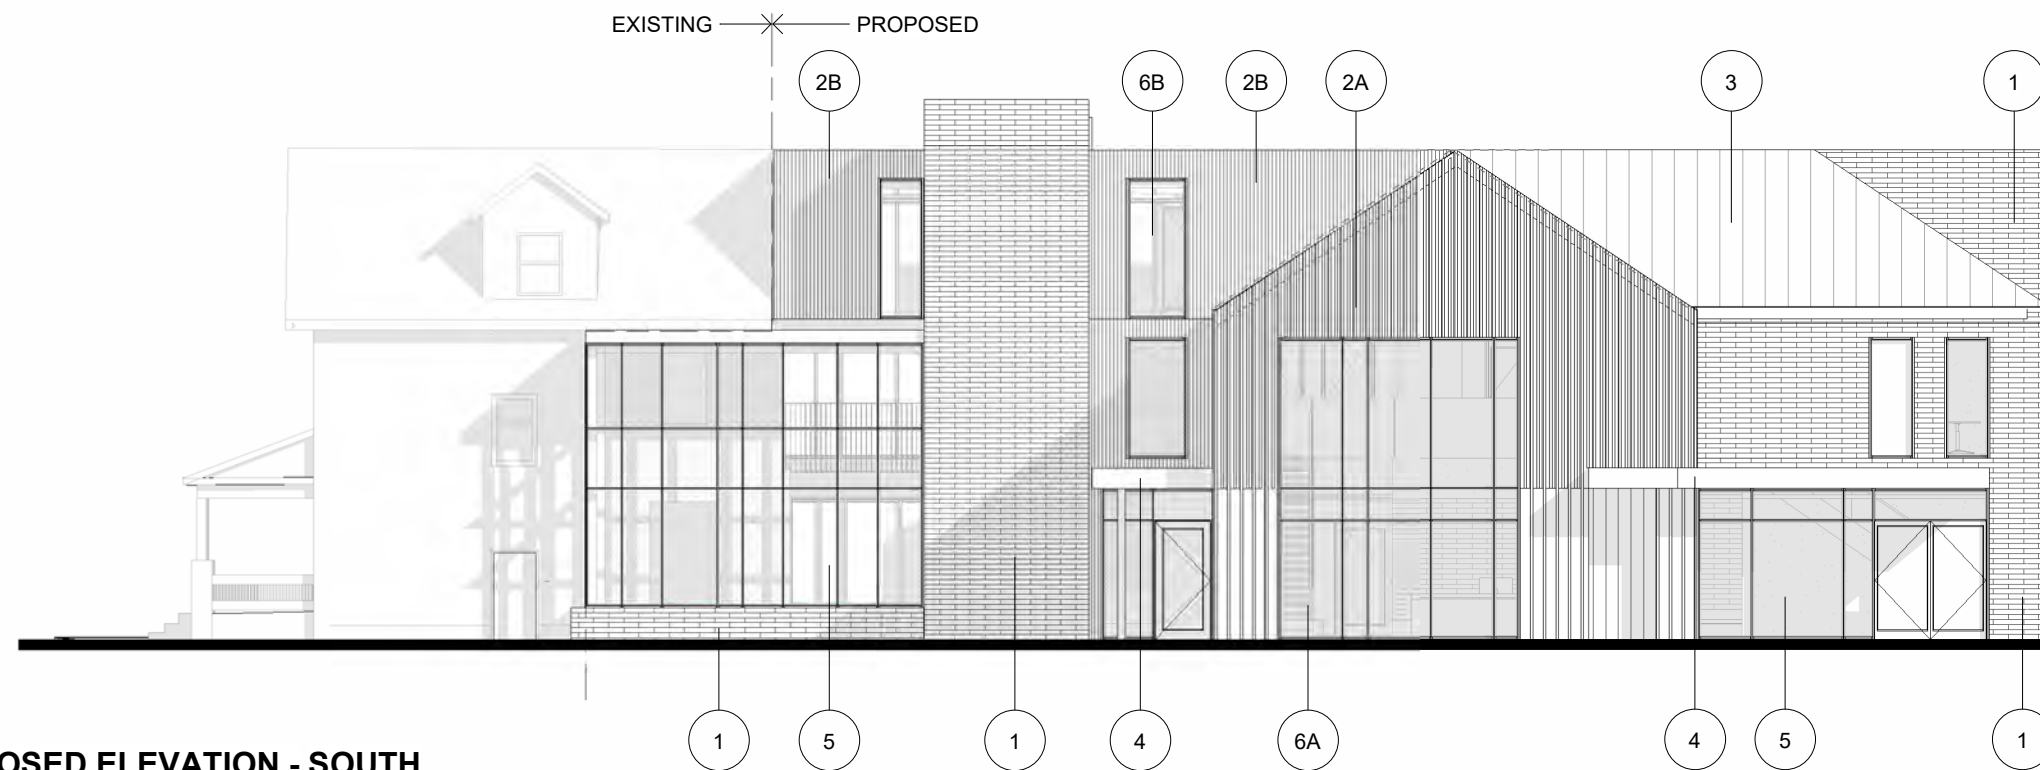 EXISTING PROPOSED
2B 6B 2B 2A 3 1
1 5 1 4 6A 4 5 1
OSED ELEVATION - SOUTH